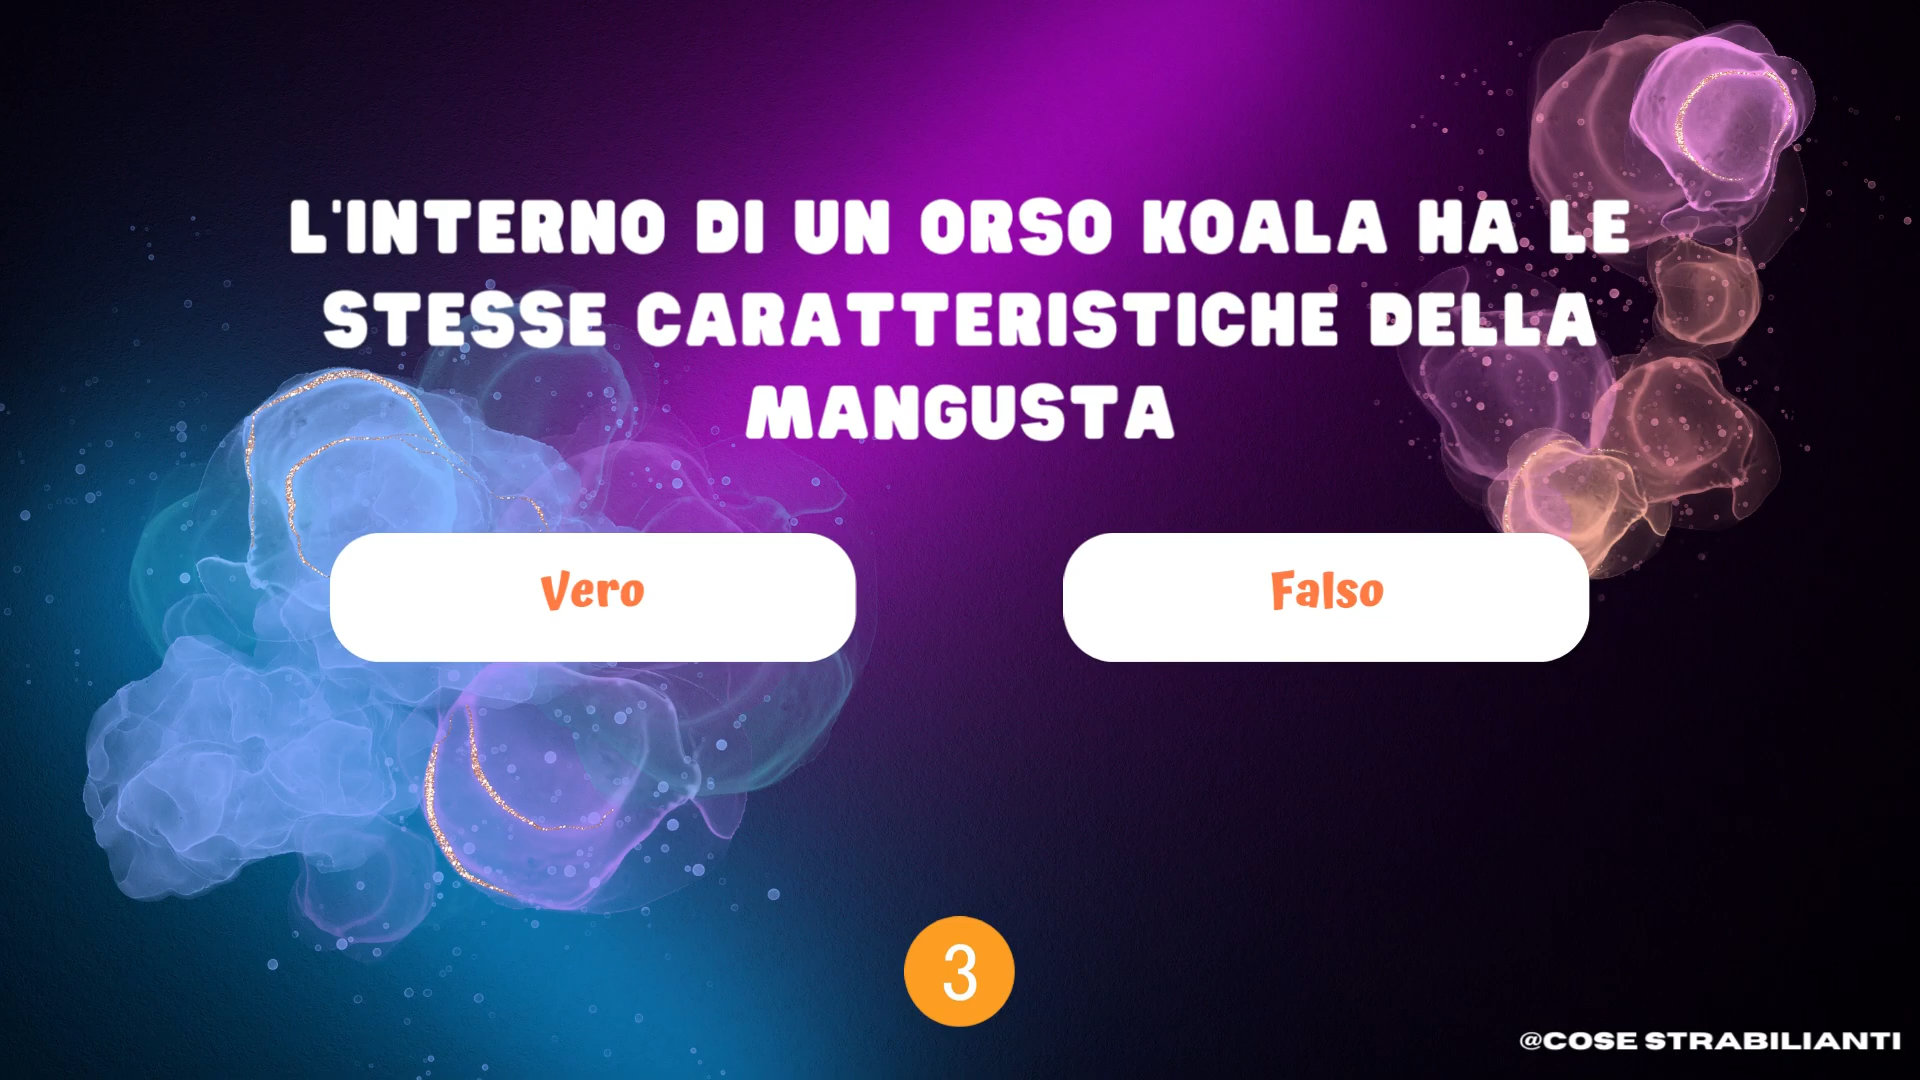 L'INTERNO DI UN ORSO KOALA HA LE
STESSE CARATTERISTICHE DELLA
MANGUSTA
Vero
Falso
3
@COSE STRABILIANTI